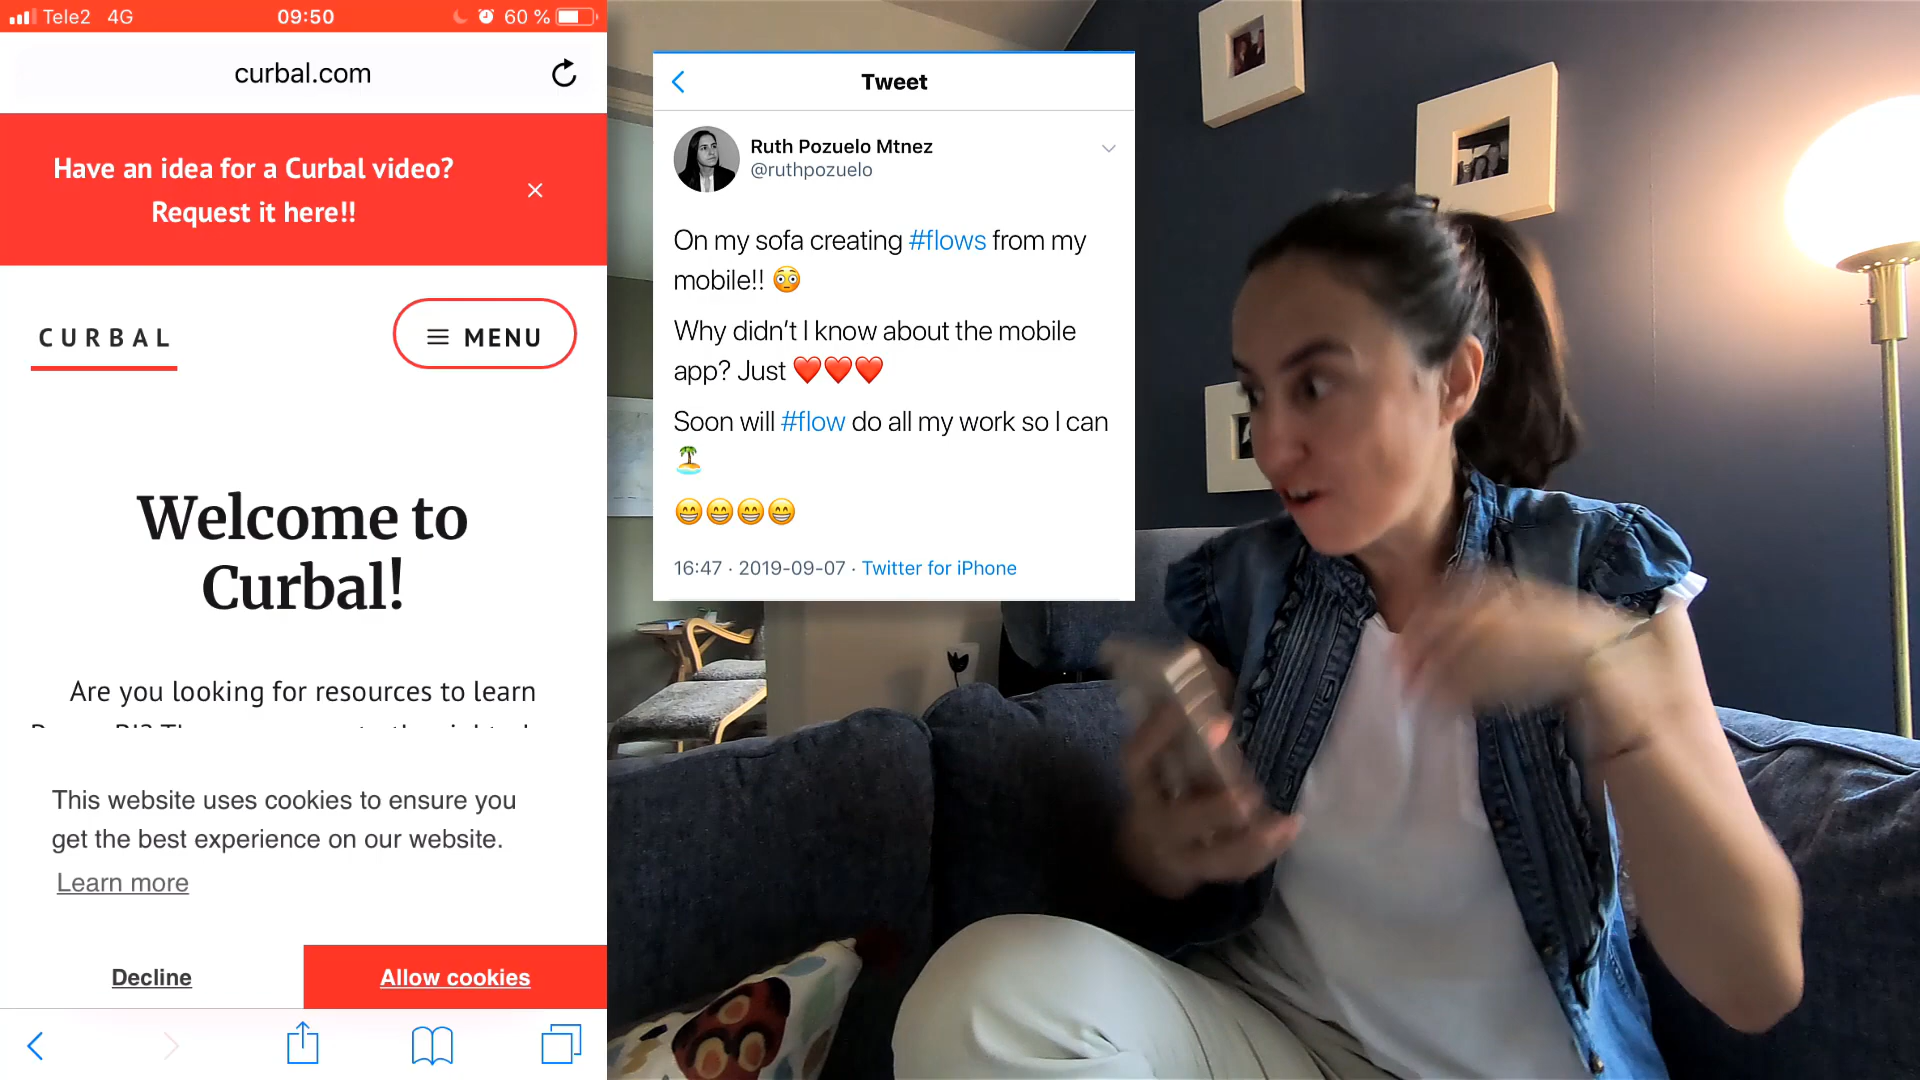 Tele2 4G 09:50 60 %
curbal.com
Have an idea for a Curbal video?
Request it here!!
CURBAL
MENU
Welcome to
Curbal!
Are you looking for resources to learn
This website uses cookies to ensure you
get the best experience on our website.
Learn more
Decline
Allow cookies
Tweet
Ruth Pozuelo Mtnez
@ruthpozuelo
On my sofa creating #flows from my
mobile!! 😳
Why didn't I know about the mobile
app? Just ❤️❤️❤️
Soon will #flow do all my work so I can
🏝
😁😁😁😁
16:47 · 2019-09-07 · Twitter for iPhone